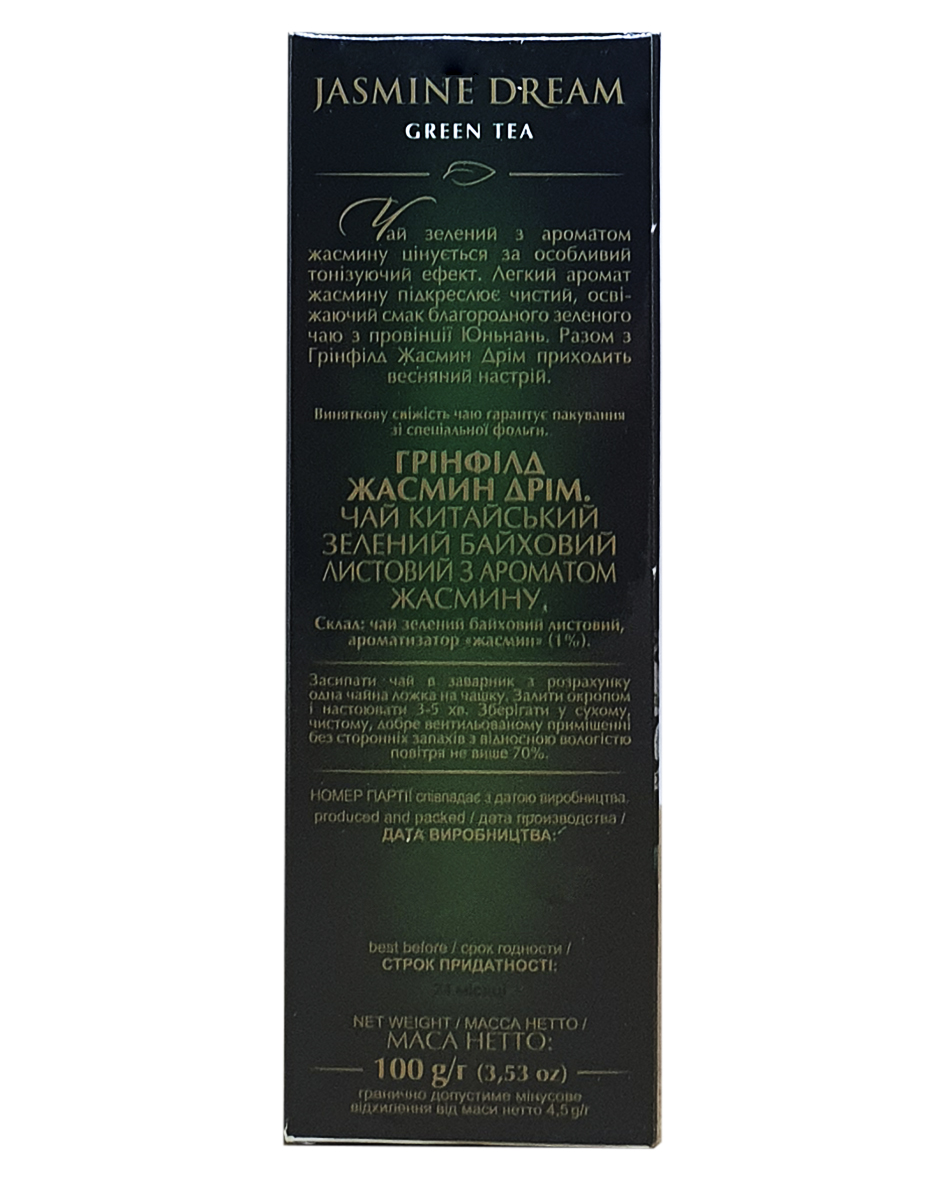 JASMINE DREAM
GREEN TEA
Чай зелений з ароматом
жасмину цінується за особливий
тонізуючий ефект. Легкий аромат
жасмину підкреслює чистий, осві-
жаючий смак благородного зеленого
чаю з провінції Юньнань. Разом з
Грінфілд Жасмин Дрім приходить
весняний настрій.
Виняткову свіжість чаю гарантує пакування
зі спеціальної фольги.
ГРІНФІЛД
ЖАСМИН ДРІМ.
ЧАЙ КИТАЙСЬКИЙ
ЗЕЛЕНИЙ БАЙХОВИЙ
ЛИСТОВИЙ З АРОМАТОМ
ЖАСМИНУ.
Склад: чай зелений байховий листовий,
ароматизатор «жасмин» (1%).
Засипати чай в заварник з розрахунку
одна чайна ложка на чашку. Залити окропом
і настоювати 3-5 хв. Зберігати у сухому,
чистому, добре вентильованому приміщенні
без сторонніх запахів з відносною вологістю
повітря не вище 70%.
НОМЕР ПАРТІЇ співпадає з датою виробництва.
produced and packed / дата производства /
ДАТА ВИРОБНИЦТВА:
best before / срок годности /
СТРОК ПРИДАТНОСТІ:
24 місяці
NET WEIGHT / МАССА НЕТТО /
МАСА НЕТТО:
100 g/г (3,53 oz)
гранично допустиме мінусове
відхилення від маси нетто 4,5 g/г